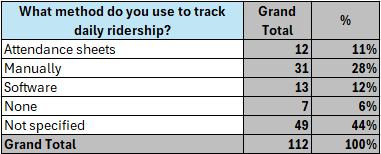 What method do you use to track daily ridership? Grand Total %
Attendance sheets 12 11%
Manually 31 28%
Software 13 12%
None 7 6%
Not specified 49 44%
Grand Total 112 100%